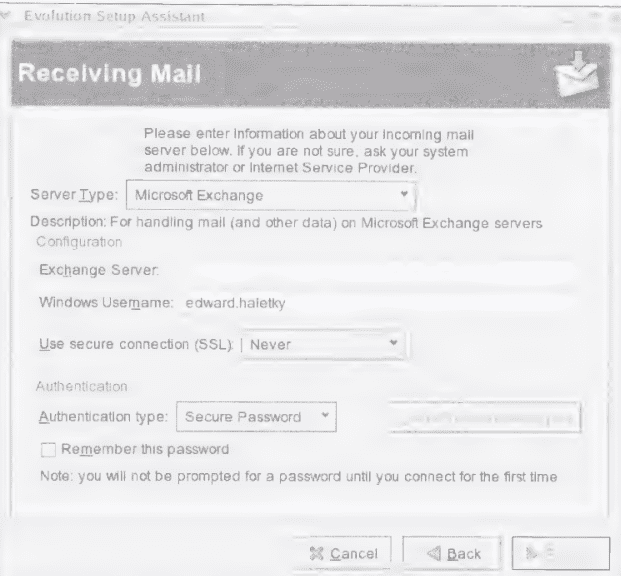 Evolution Setup Assistant
Receiving Mail
Please enter information about your incoming mail
server below. If you are not sure, ask your system
administrator or Internet Service Provider.
Server Type: Microsoft Exchange
Description: For handling mail (and other data) on Microsoft Exchange servers
Configuration
Exchange Server:
Windows Username: edward.haletky
Use secure connection (SSL): Never
Authentication
Authentication type: Secure Password
Remember this password
Note: you will not be prompted for a password until you connect for the first time
Cancel Back